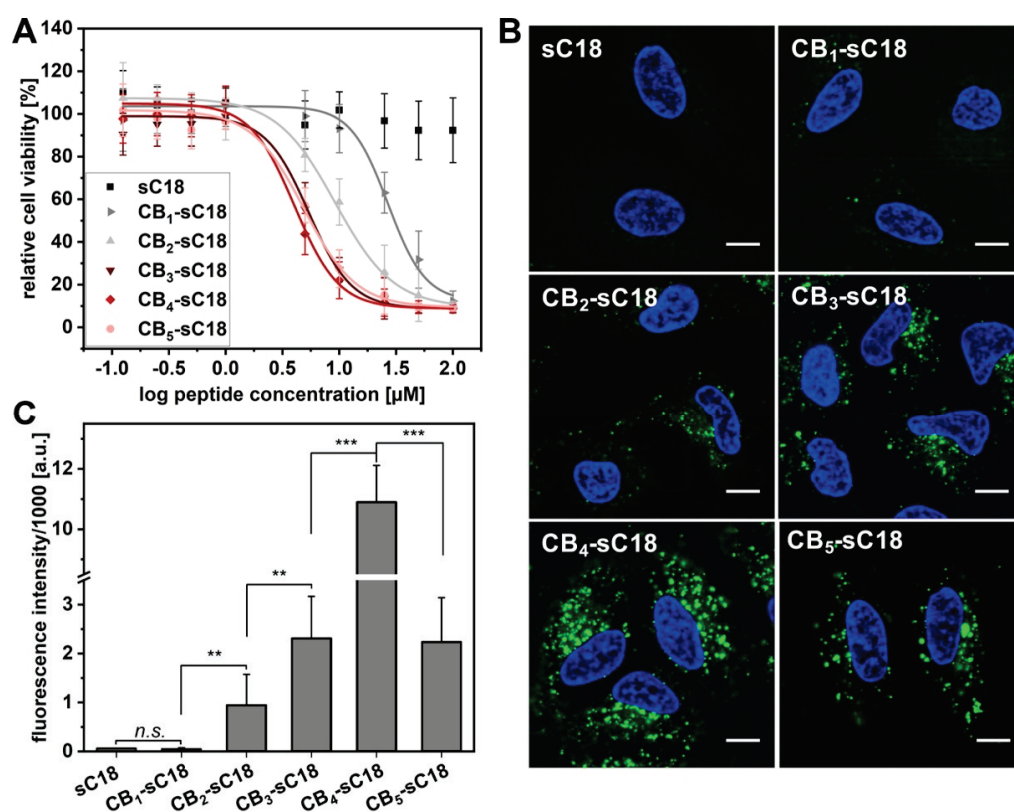 A
140
120
100
80
60
40
20
0
relative cell viability [%]
sC18
CB₁-sC18
CB₂-sC18
CB₃-sC18
CB₄-sC18
CB₅-sC18
-1.0 -0.5 0.0 0.5 1.0 1.5 2.0
log peptide concentration [µM]
B
sC18 CB₁-sC18
CB₂-sC18 CB₃-sC18
CB₄-sC18 CB₅-sC18
C
fluorescence intensity/1000 [a.u.]
12
10
3
2
1
0
n.s.
**
**
***
***
sC18 CB₁-sC18 CB₂-sC18 CB₃-sC18 CB₄-sC18 CB₅-sC18